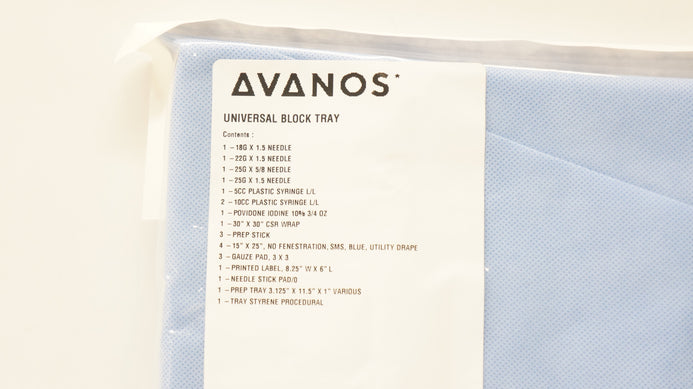 AVANOS*
UNIVERSAL BLOCK TRAY
Contents :
1 - 18G X 1.5 NEEDLE
1 - 22G X 1.5 NEEDLE
1 - 25G X 5/8 NEEDLE
1 - 25G X 1.5 NEEDLE
1 - 5CC PLASTIC SYRINGE L/L
2 - 10CC PLASTIC SYRINGE L/L
1 - POVIDONE IODINE 10% 3/4 OZ
1 - 30" X 30" CSR WRAP
3 - PREP STICK
4 - 15" X 25", NO FENESTRATION, SMS, BLUE, UTILITY DRAPE
3 - GAUZE PAD, 3 X 3
1 - PRINTED LABEL, 8.25" W X 6" L
1 - NEEDLE STICK PAD/0
1 - PREP TRAY 3.125" X 11.5" X 1" VARIOUS
1 - TRAY STYRENE PROCEDURAL